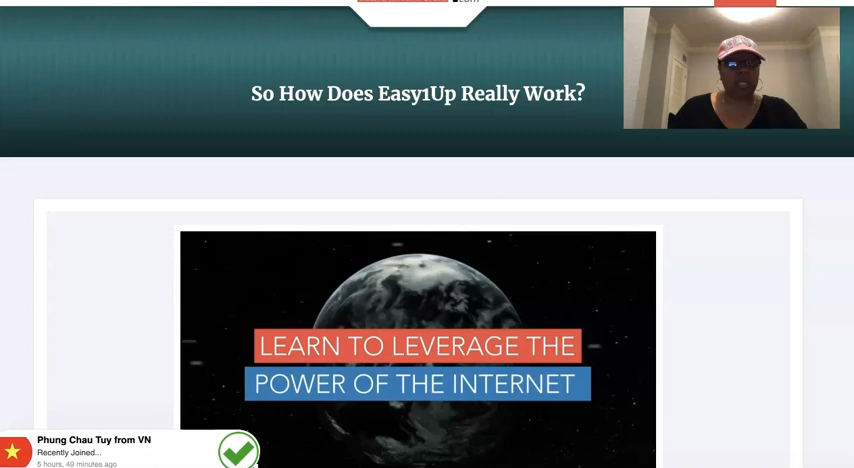 So How Does Easy1Up Really Work?
LEARN TO LEVERAGE THE
POWER OF THE INTERNET
Phung Chau Tuy from VN
Recently Joined...
5 hours, 49 minutes ago